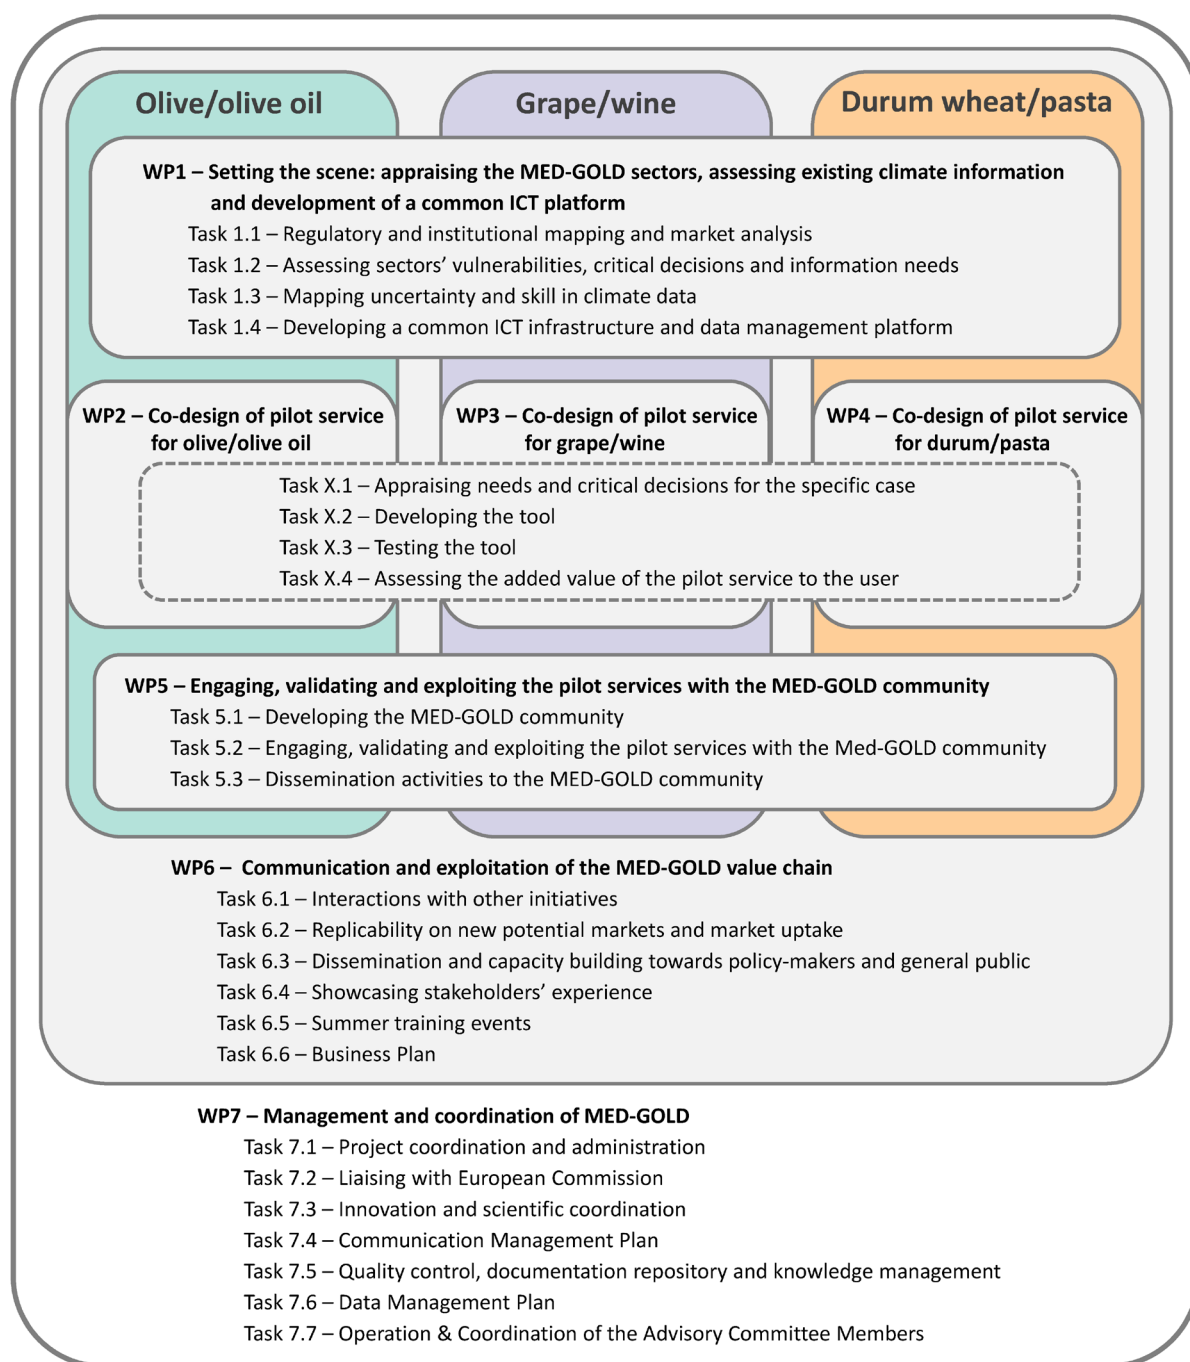 Olive/olive oil
Grape/wine
Durum wheat/pasta
WP1 – Setting the scene: appraising the MED-GOLD sectors, assessing existing climate information
and development of a common ICT platform
Task 1.1 – Regulatory and institutional mapping and market analysis
Task 1.2 – Assessing sectors’ vulnerabilities, critical decisions and information needs
Task 1.3 – Mapping uncertainty and skill in climate data
Task 1.4 – Developing a common ICT infrastructure and data management platform
WP2 – Co-design of pilot service
for olive/olive oil
WP3 – Co-design of pilot service
for grape/wine
WP4 – Co-design of pilot service
for durum/pasta
Task X.1 – Appraising needs and critical decisions for the specific case
Task X.2 – Developing the tool
Task X.3 – Testing the tool
Task X.4 – Assessing the added value of the pilot service to the user
WP5 – Engaging, validating and exploiting the pilot services with the MED-GOLD community
Task 5.1 – Developing the MED-GOLD community
Task 5.2 – Engaging, validating and exploiting the pilot services with the Med-GOLD community
Task 5.3 – Dissemination activities to the MED-GOLD community
WP6 – Communication and exploitation of the MED-GOLD value chain
Task 6.1 – Interactions with other initiatives
Task 6.2 – Replicability on new potential markets and market uptake
Task 6.3 – Dissemination and capacity building towards policy-makers and general public
Task 6.4 – Showcasing stakeholders’ experience
Task 6.5 – Summer training events
Task 6.6 – Business Plan
WP7 – Management and coordination of MED-GOLD
Task 7.1 – Project coordination and administration
Task 7.2 – Liaising with European Commission
Task 7.3 – Innovation and scientific coordination
Task 7.4 – Communication Management Plan
Task 7.5 – Quality control, documentation repository and knowledge management
Task 7.6 – Data Management Plan
Task 7.7 – Operation & Coordination of the Advisory Committee Members